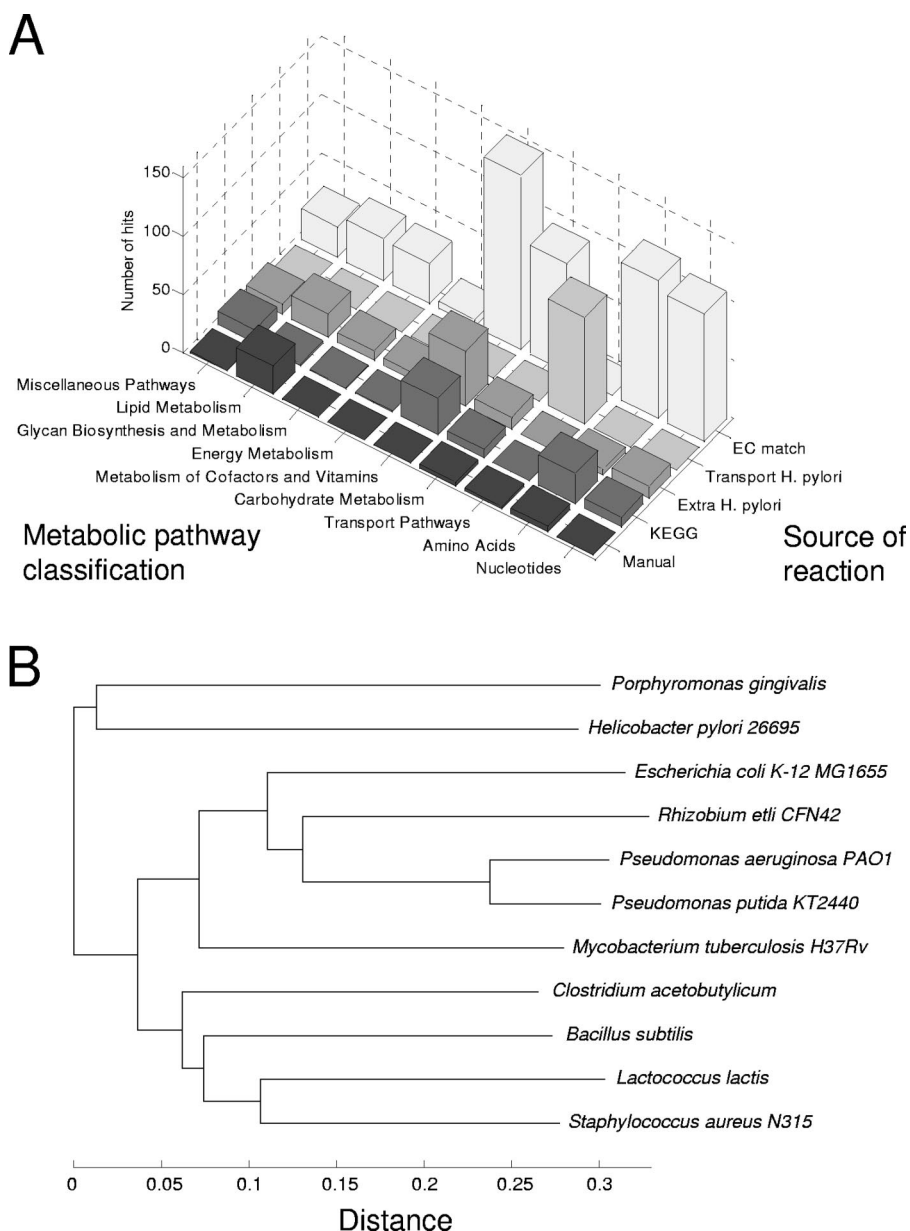 A
150
100
50
0
Number of hits
Miscellaneous Pathways
Lipid Metabolism
Glycan Biosynthesis and Metabolism
Energy Metabolism
Metabolism of Cofactors and Vitamins
Carbohydrate Metabolism
Transport Pathways
Amino Acids
Nucleotides
EC match
Transport H. pylori
Extra H. pylori
KEGG
Manual
Metabolic pathway
classification
Source of
reaction
B
Porphyromonas gingivalis
Helicobacter pylori 26695
Escherichia coli K-12 MG1655
Rhizobium etli CFN42
Pseudomonas aeruginosa PAO1
Pseudomonas putida KT2440
Mycobacterium tuberculosis H37Rv
Clostridium acetobutylicum
Bacillus subtilis
Lactococcus lactis
Staphylococcus aureus N315
0 0.05 0.1 0.15 0.2 0.25 0.3
Distance